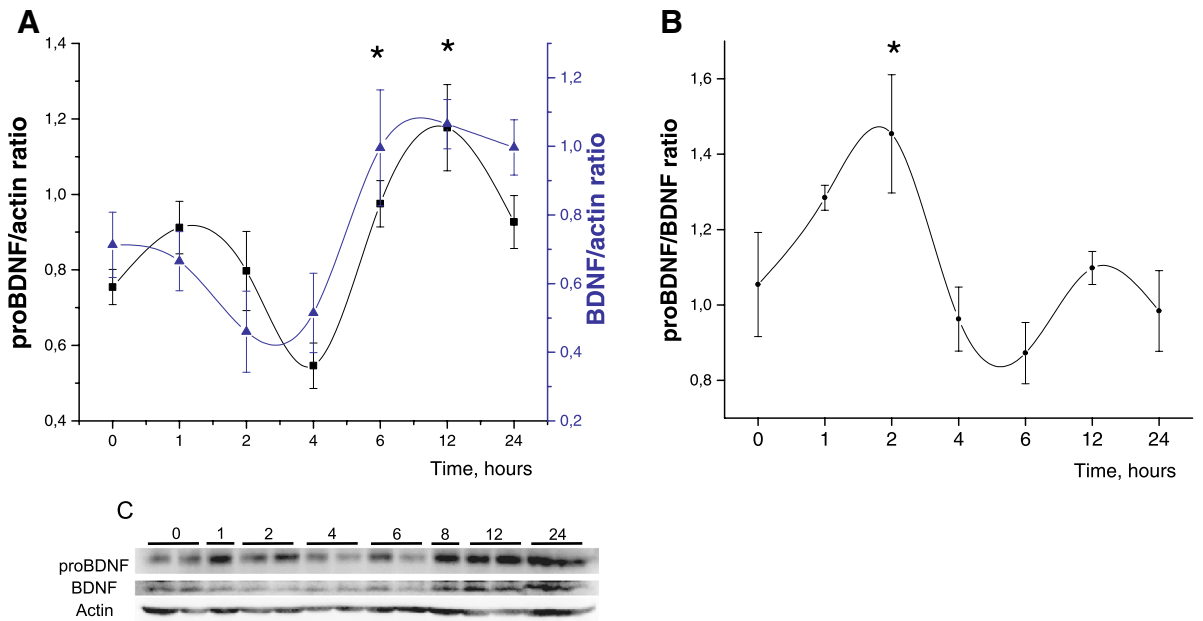 A
1,4
1,2
1,0
0,8
0,6
0,4
proBDNF/actin ratio
* *
1,2
1,0
0,8
0,6
0,4
0,2
BDNF/actin ratio
0 1 2 4 6 12 24
Time, hours
B
1,6
1,4
1,2
1,0
0,8
proBDNF/BDNF ratio
*
0 1 2 4 6 12 24
Time, hours
C
0 1 2 4 6 8 12 24
proBDNF
BDNF
Actin